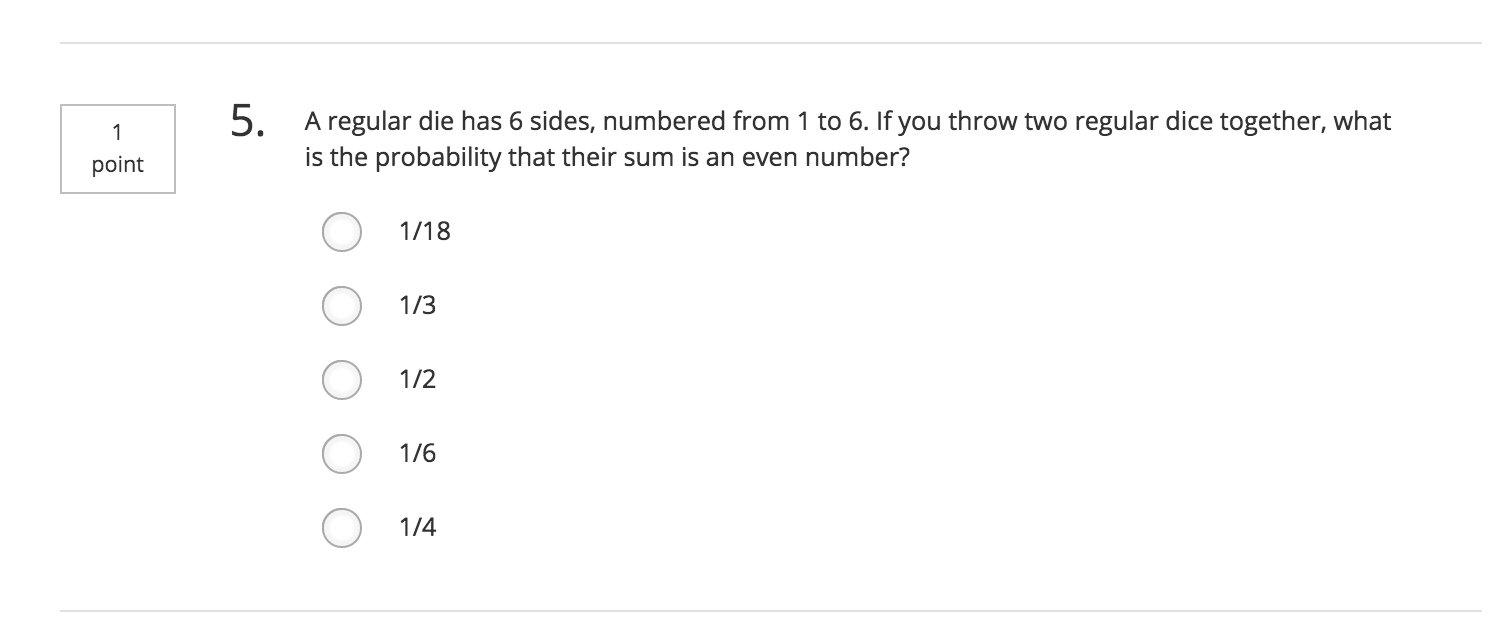 1
point
5.
A regular die has 6 sides, numbered from 1 to 6. If you throw two regular dice together, what
is the probability that their sum is an even number?
1/18
1/3
1/2
1/6
1/4